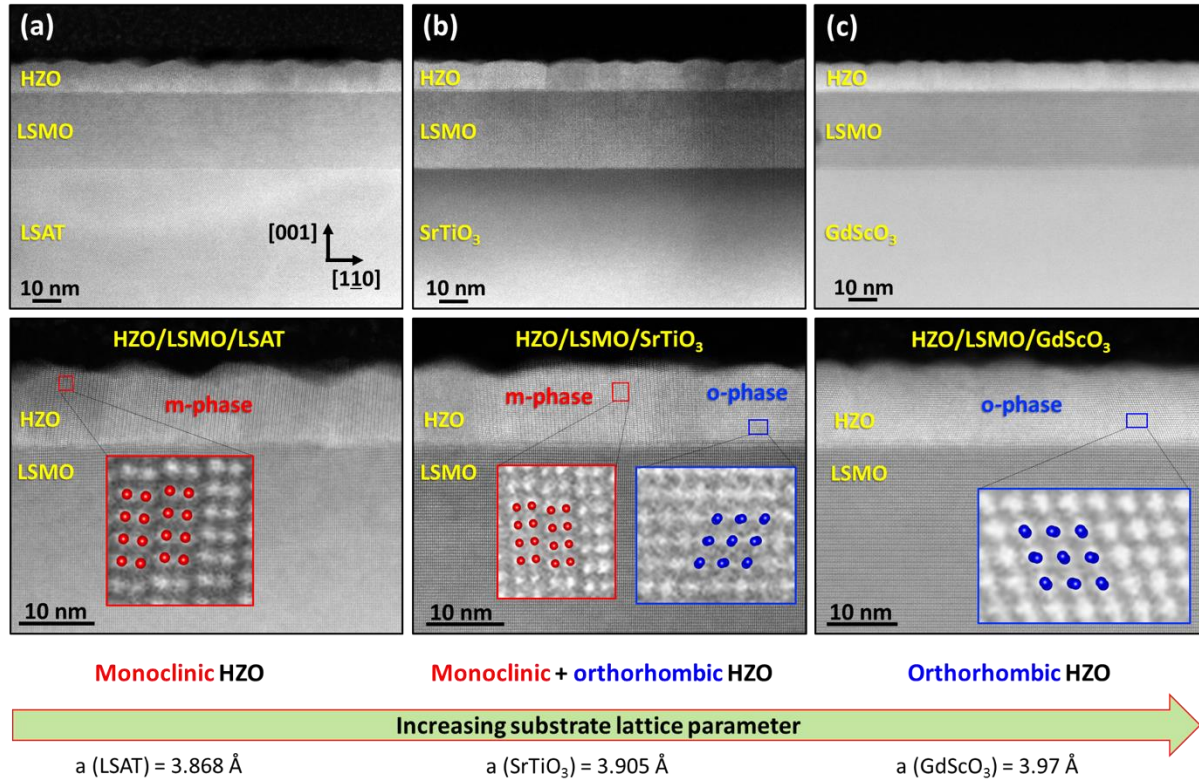 (a)
HZO
LSMO
LSAT
[001]
[1<u>1</u>0]
10 nm
(b)
HZO
LSMO
SrTiO₃
10 nm
(c)
HZO
LSMO
GdScO₃
10 nm
HZO/LSMO/LSAT
m-phase
HZO
LSMO
10 nm
HZO/LSMO/SrTiO₃
m-phase
o-phase
HZO
LSMO
10 nm
HZO/LSMO/GdScO₃
o-phase
HZO
LSMO
10 nm
Monoclinic HZO
Monoclinic + orthorhombic HZO
Orthorhombic HZO
Increasing substrate lattice parameter
a (LSAT) = 3.868 Å
a (SrTiO₃) = 3.905 Å
a (GdScO₃) = 3.97 Å